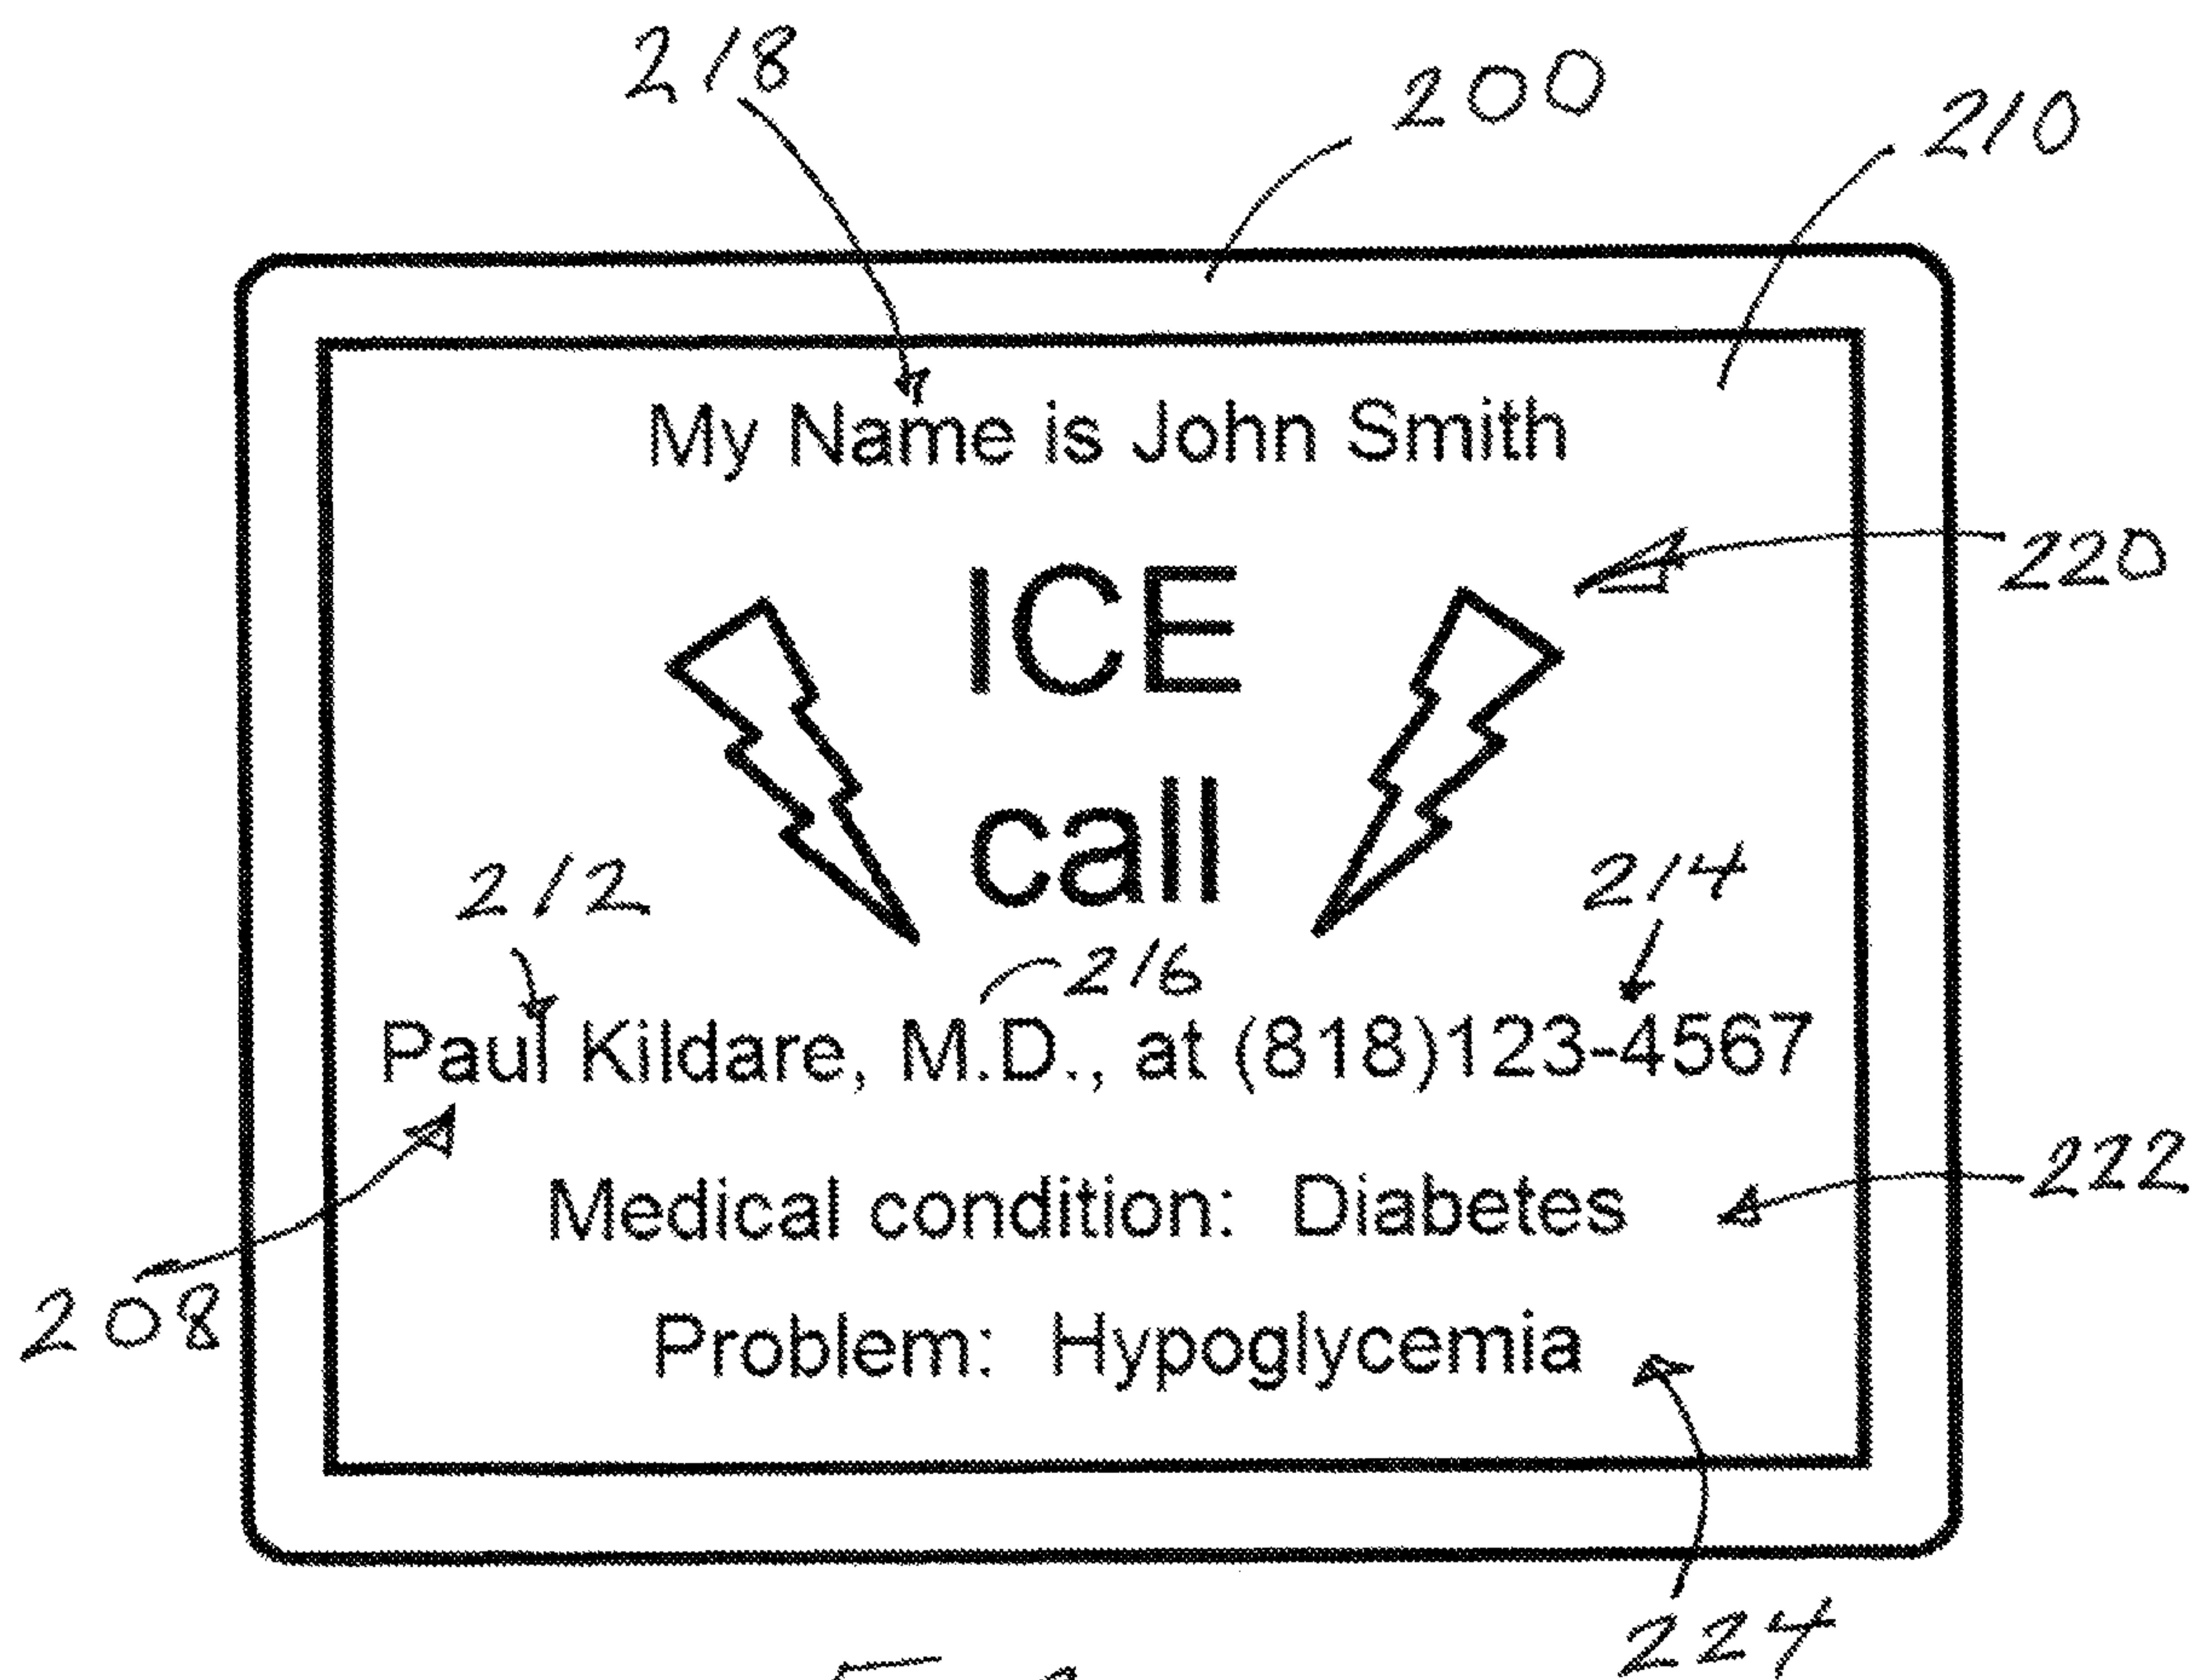 218
200
210
My Name is John Smith
220
ICE
call
212
214
216
Paul Kildare, M.D., at (818)123-4567
222
Medical condition: Diabetes
208
Problem: Hypoglycemia
224